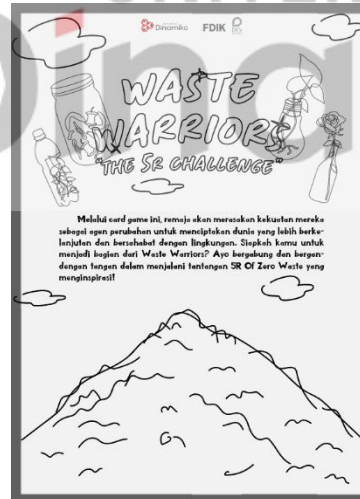 Dinamika FDIK
WASTE
WARRIORS
"THE 5R CHALLENGE"
Melalui card game ini, remaja akan merasakan kekuatan mereka
sebagai agen perubahan untuk menciptakan dunia yang lebih berke-
lanjutan dan bersahabat dengan lingkungan. Siapkah kamu untuk
menjadi bagian dari Waste Warriors? Ayo bergabung dan bergan-
dengan tangan dalam menjalani tantangan 5R Of Zero Waste yang
menginspirasi!